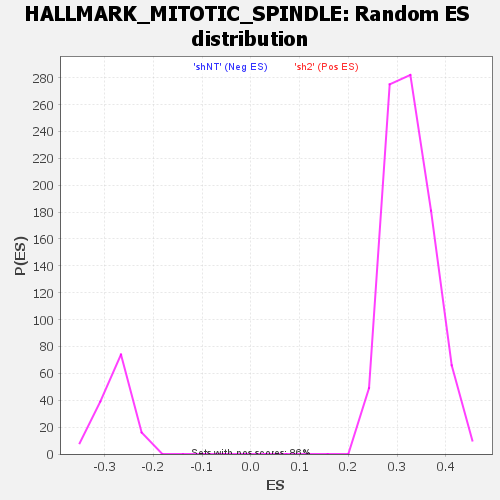 HALLMARK_MITOTIC_SPINDLE: Random ES
distribution
'shNT' (Neg ES) 'sh2' (Pos ES)
280
260
240
220
200
180
160
140
120
100
80
60
40
20
0
P(ES)
Sets with pos scores: 86%
-0.3 -0.2 -0.1 0.0 0.1 0.2 0.3 0.4
ES